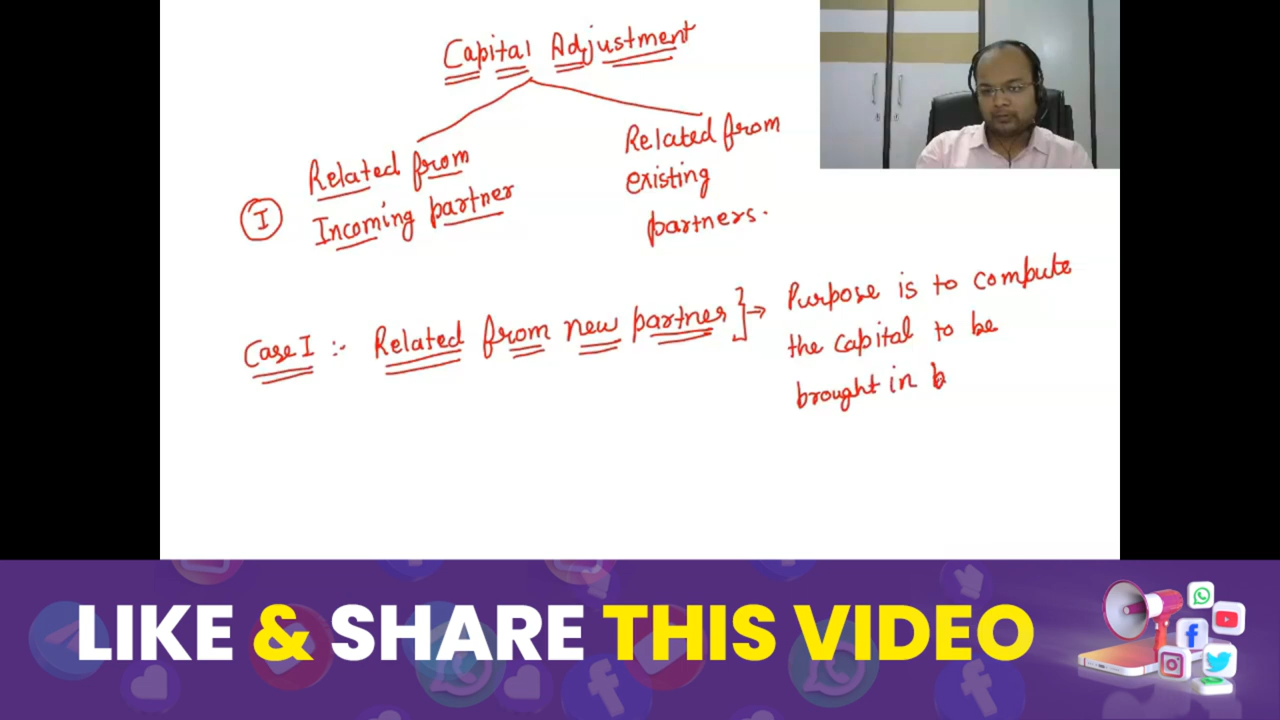 Capital Adjustment
Related from
Incoming partner
I
Related from
existing
partners.
Case I :- Related from new partner
Purpose is to compute
the capital to be
brought in b
LIKE & SHARE THIS VIDEO